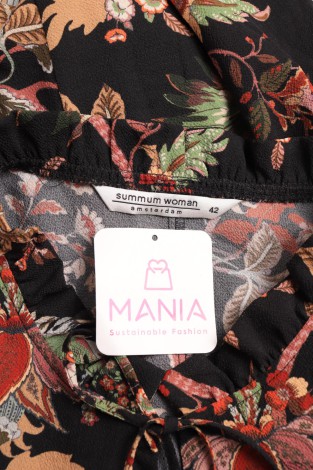 summum woman
amsterdam
42
MANIA
Sustainable Fashion